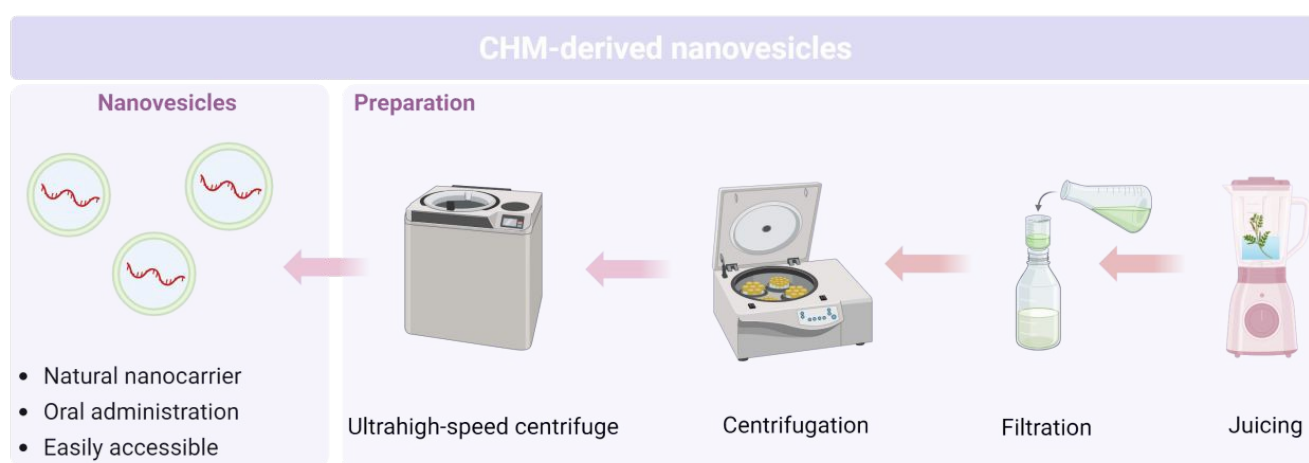 CHM-derived nanovesicles
Nanovesicles
Preparation
• Natural nanocarrier
• Oral administration
• Easily accessible
Ultrahigh-speed centrifuge
Centrifugation
Filtration
Juicing